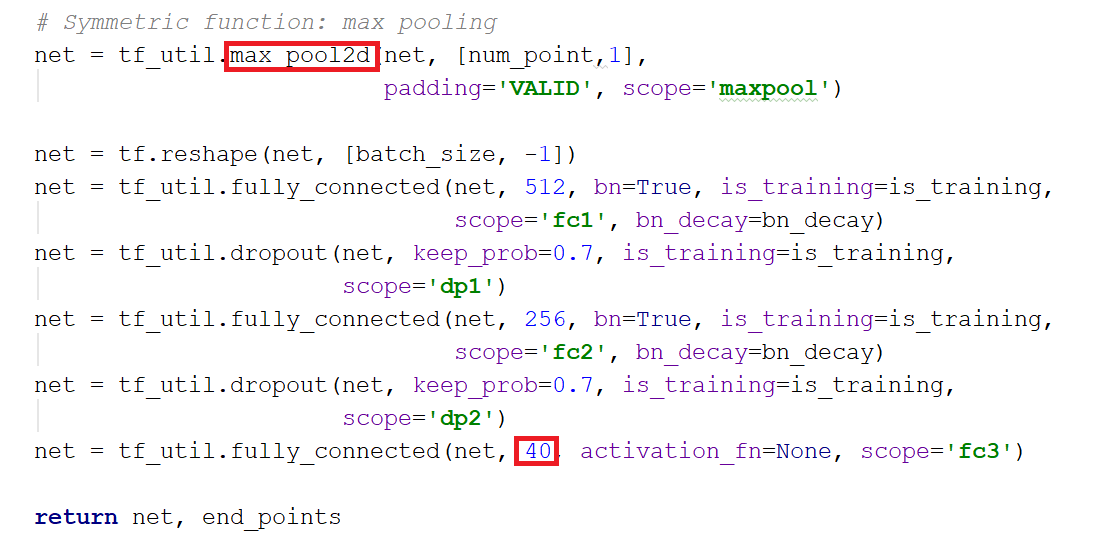 # Symmetric function: max pooling
net = tf_util.max_pool2d(net, [num_point,1],
padding='VALID', scope='maxpool')
net = tf.reshape(net, [batch_size, -1])
net = tf_util.fully_connected(net, 512, bn=True, is_training=is_training,
scope='fc1', bn_decay=bn_decay)
net = tf_util.dropout(net, keep_prob=0.7, is_training=is_training,
scope='dp1')
net = tf_util.fully_connected(net, 256, bn=True, is_training=is_training,
scope='fc2', bn_decay=bn_decay)
net = tf_util.dropout(net, keep_prob=0.7, is_training=is_training,
scope='dp2')
net = tf_util.fully_connected(net, 40, activation_fn=None, scope='fc3')
return net, end_points